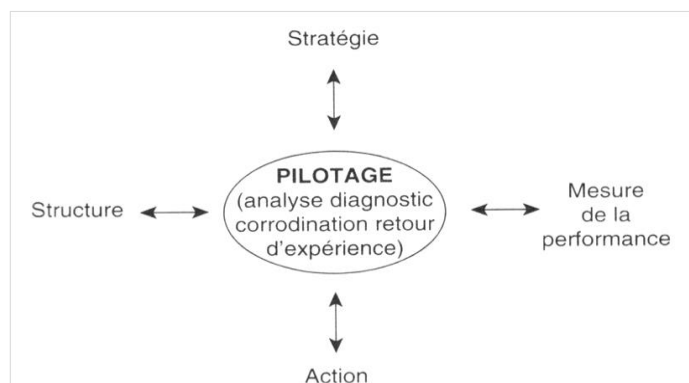 Stratégie
PILOTAGE
(analyse diagnostic
corrodination retour
d'expérience)
Structure
Mesure
de la
performance
Action